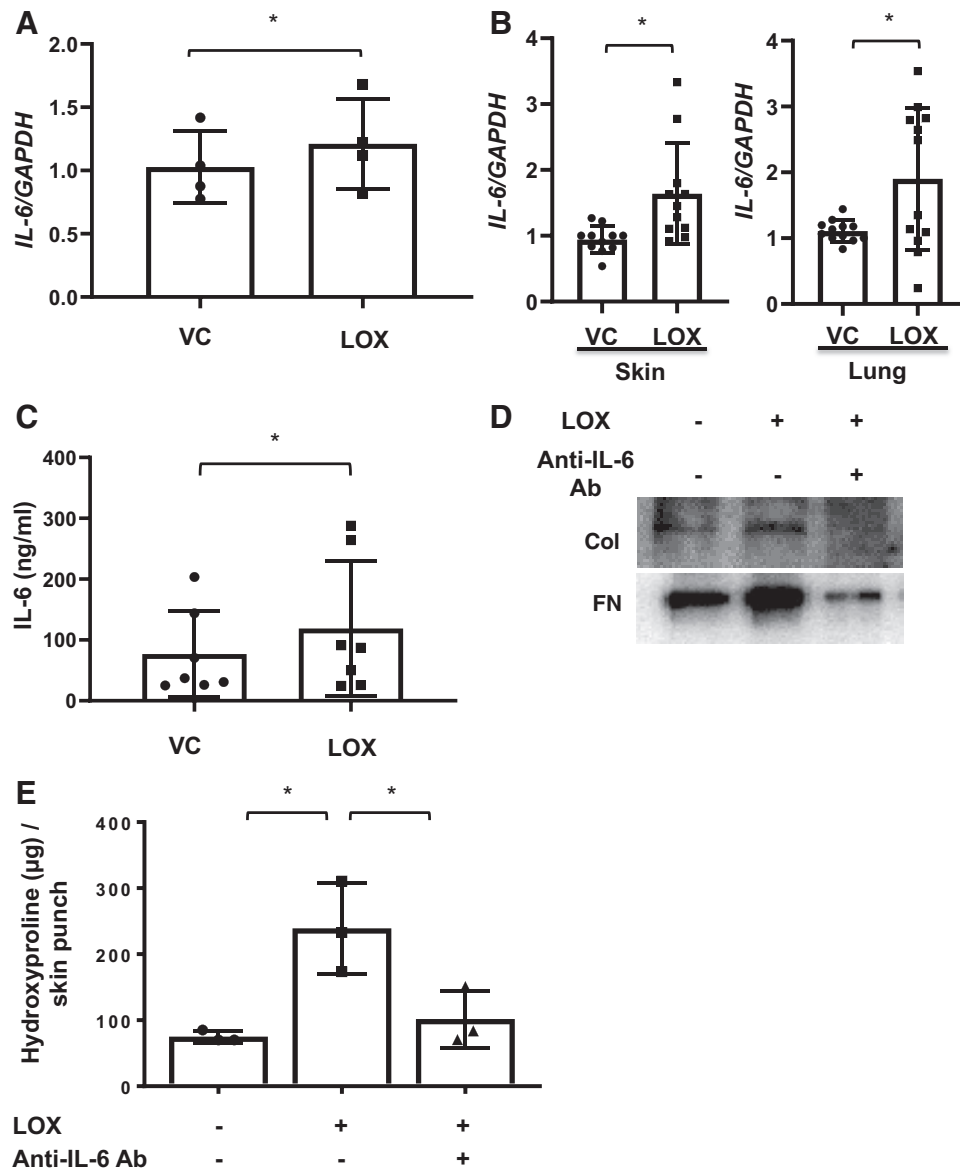 A
*
2.0
1.5
1.0
0.5
0.0
IL-6/GAPDH
VC LOX
B
*
4
3
2
1
0
IL-6/GAPDH
VC LOX
Skin
*
4
3
2
1
0
IL-6/GAPDH
VC LOX
Lung
C
*
400
300
200
100
0
IL-6 (ng/ml)
VC LOX
D
LOX - + +
Anti-IL-6
Ab - - +
Col
FN
E
* *
400
300
200
100
0
Hydroxyproline (µg) /
skin punch
LOX - + +
Anti-IL-6 Ab - - +